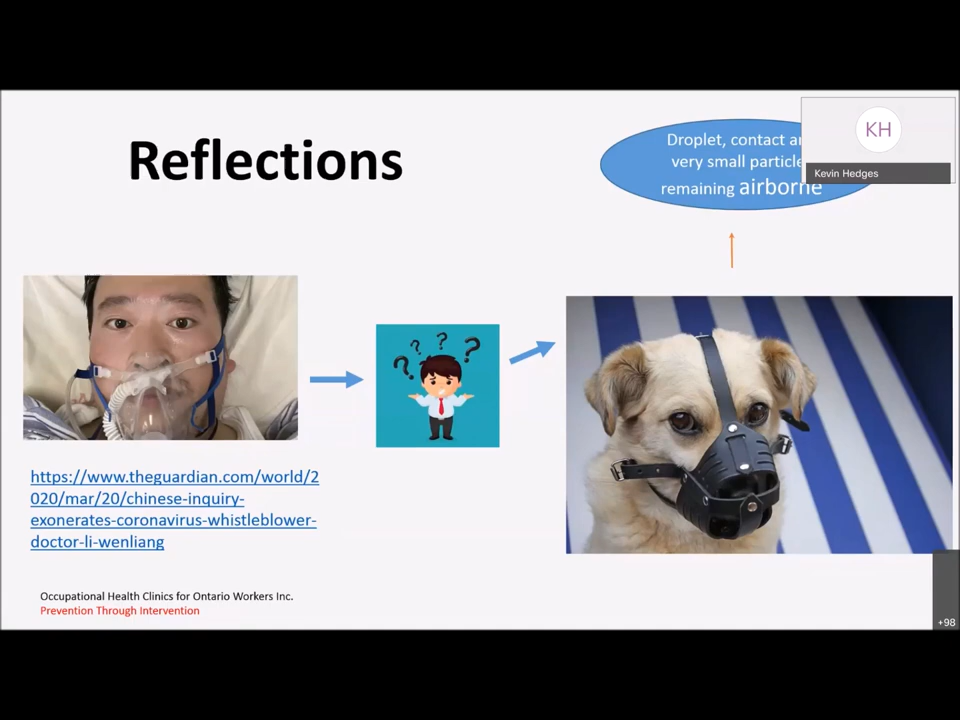 Reflections
Droplet, contact
very small particle
remaining airborne
KH
Kevin Hedges
? ? ? ?
https://www.theguardian.com/world/2
020/mar/20/chinese-inquiry-
exonerates-coronavirus-whistleblower-
doctor-li-wenliang
Occupational Health Clinics for Ontario Workers Inc.
Prevention Through Intervention
+98